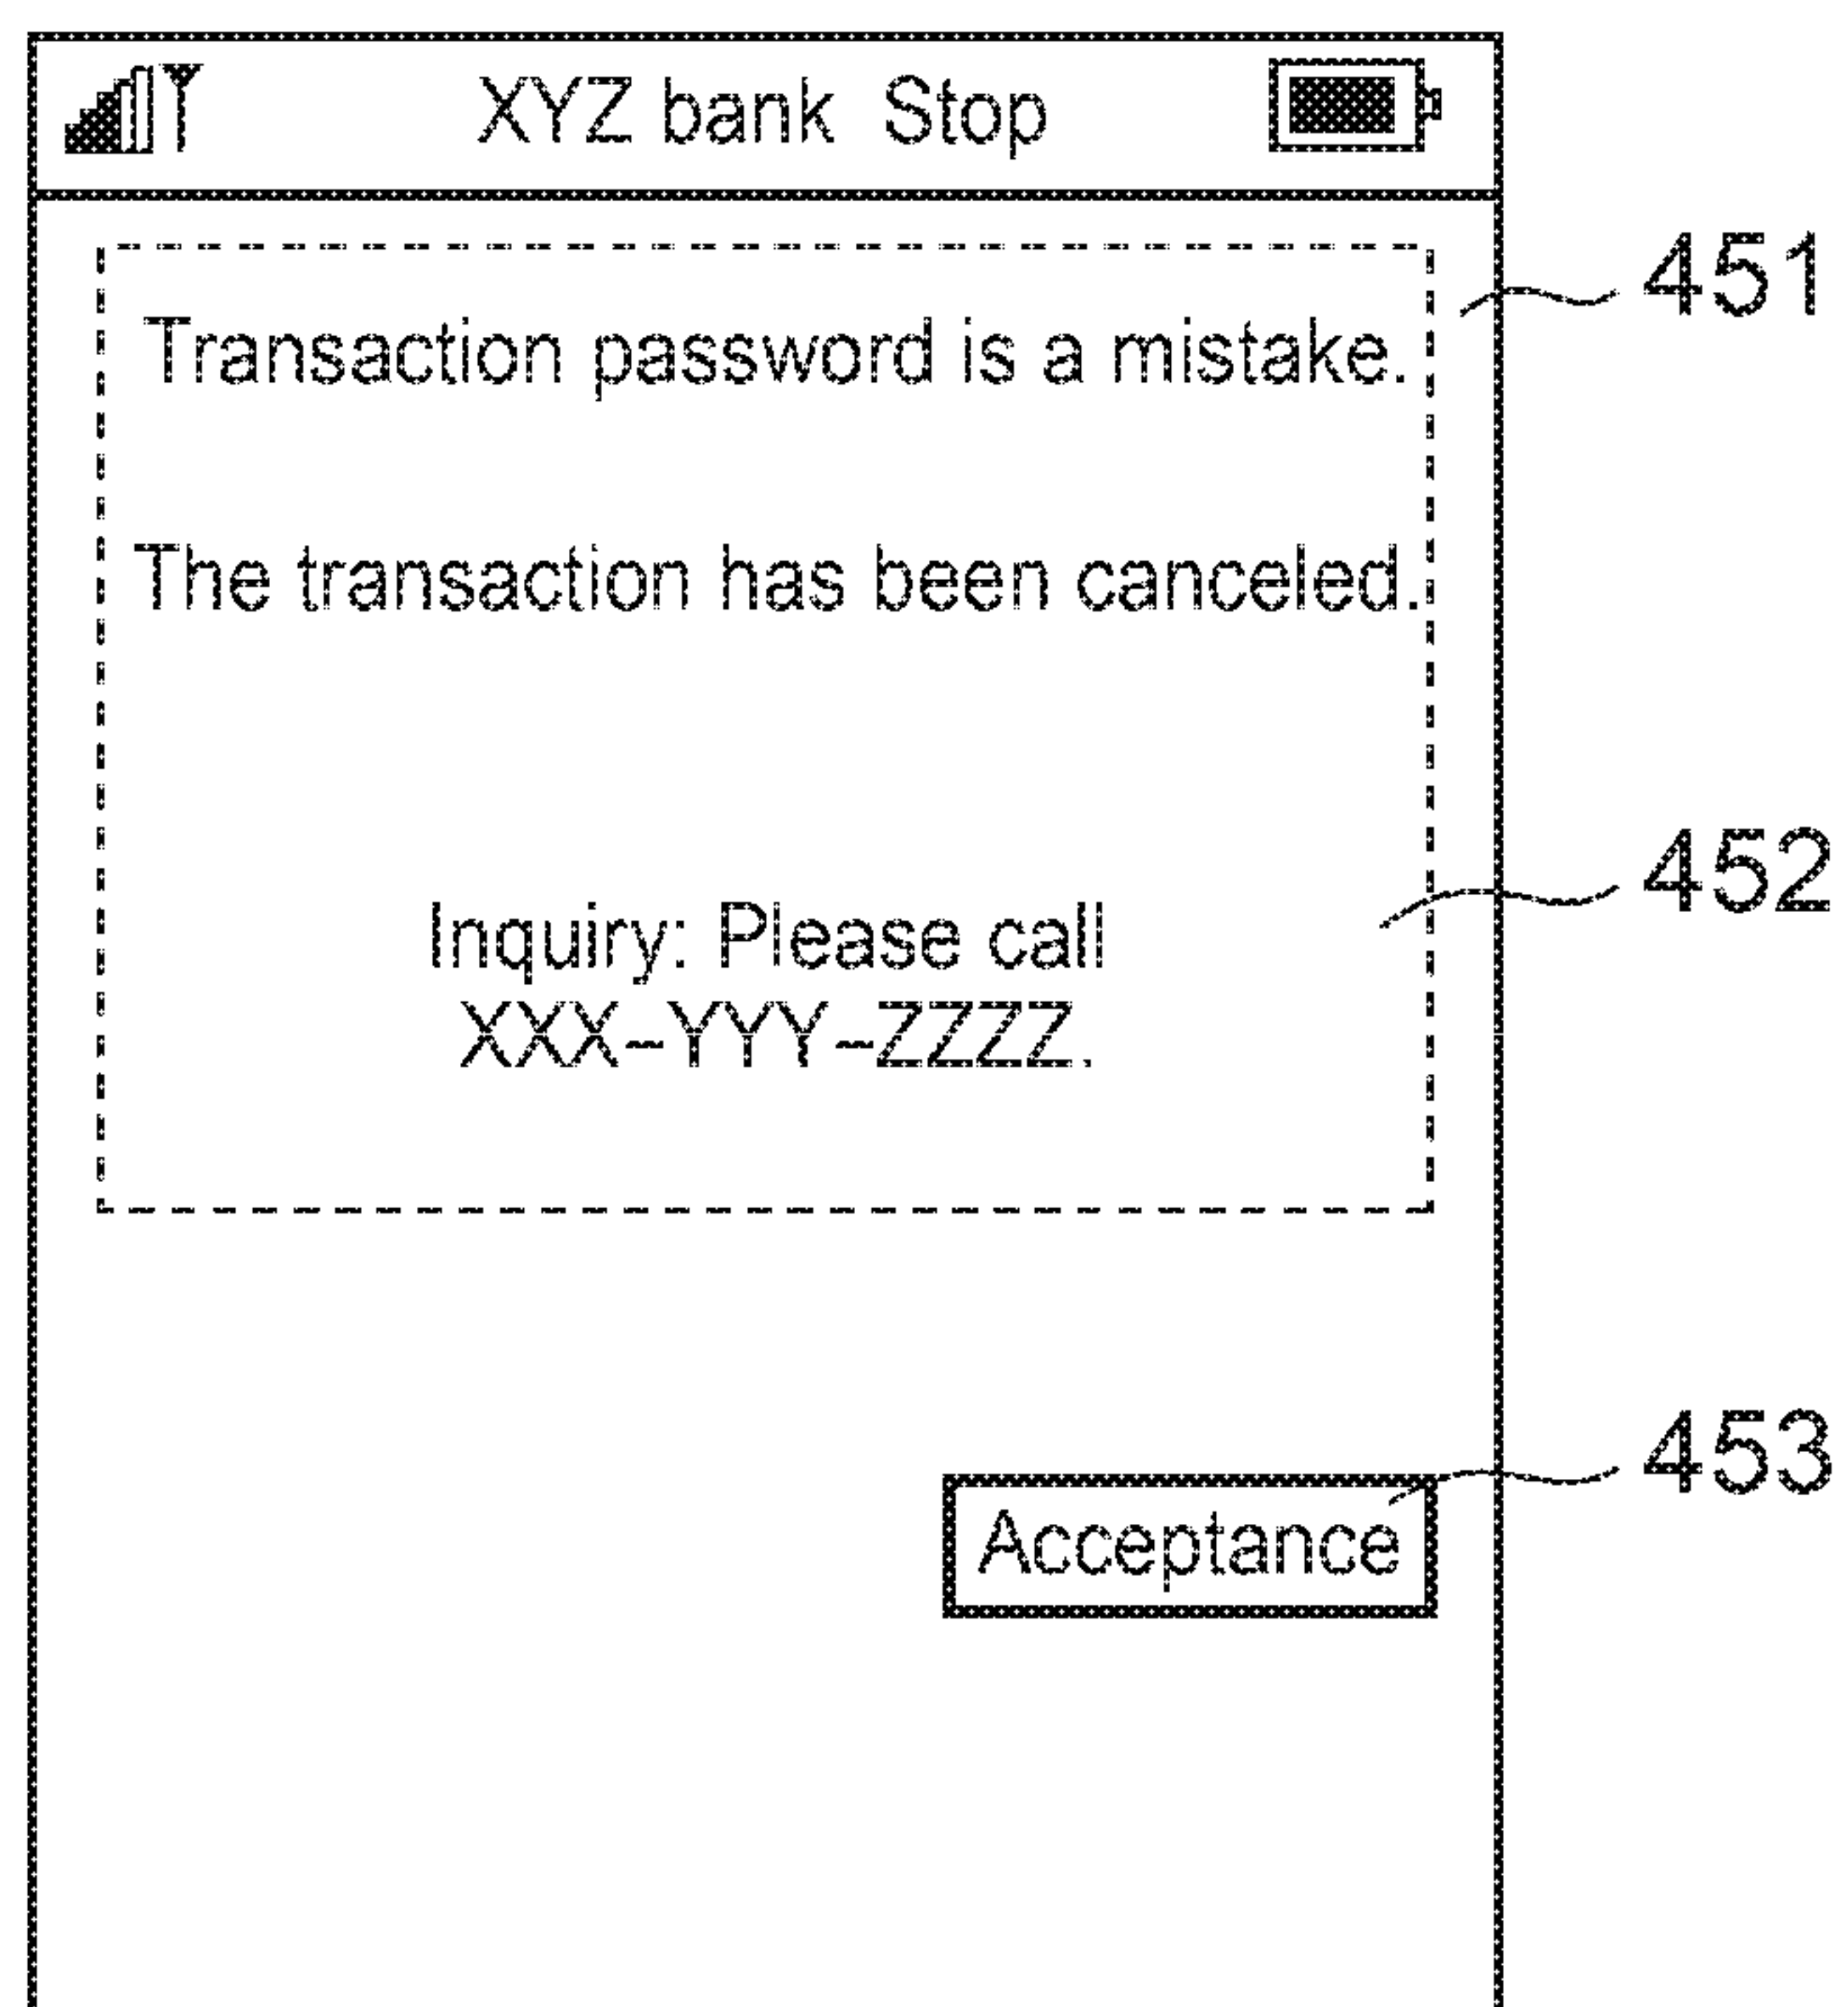 XYZ bank Stop
451
Transaction password is a mistake.
The transaction has been canceled.
452
Inquiry: Please call
XXX-YYY-ZZZZ.
453
Acceptance